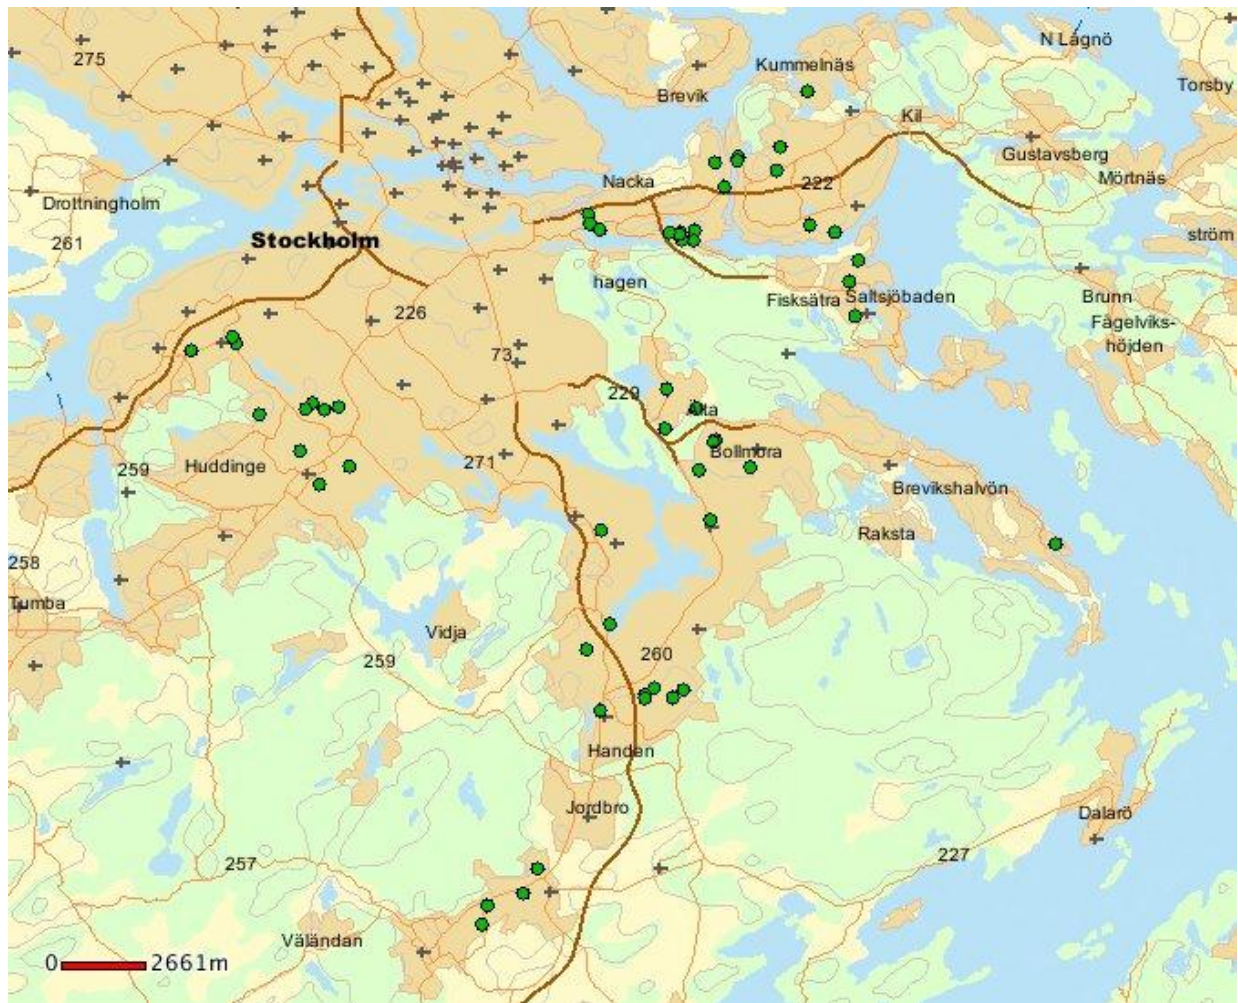 N Lågnö
275
Kummelnäs
Torsby
Brevik
Kil
Gustavsberg
Mörtnäs
Nacka
222
Drottningholm
261
Stockholm
ström
hagen
Fisksätra
Saltsjöbaden
Brunn
Fågelviks-
höjden
226
73
229
Älta
Bollmora
271
Huddinge
259
Brevikshalvön
Raksta
258
Tumba
Vidja
259
260
Handen
Jordbro
Dalarö
257
227
Väländan
0
2661m